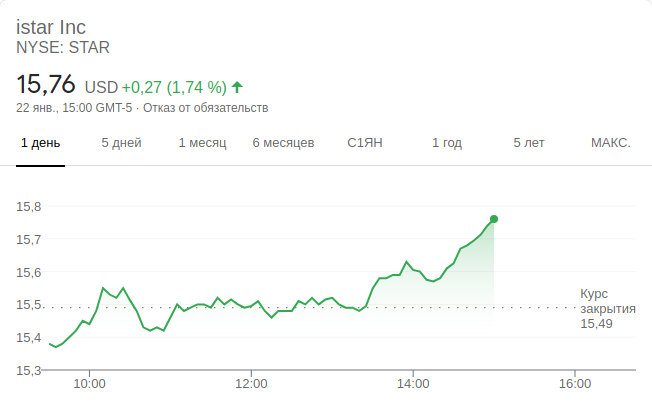 istar Inc
NYSE: STAR
15,76 USD +0,27 (1,74 %)
22 янв., 15:00 GMT-5 · Отказ от обязательств
1 день 5 дней 1 месяц 6 месяцев С1ЯН 1 год 5 лет МАКС.
15,8
15,7
15,6
15,5
15,4
15,3
Курс
закрытия
15,49
10:00 12:00 14:00 16:00